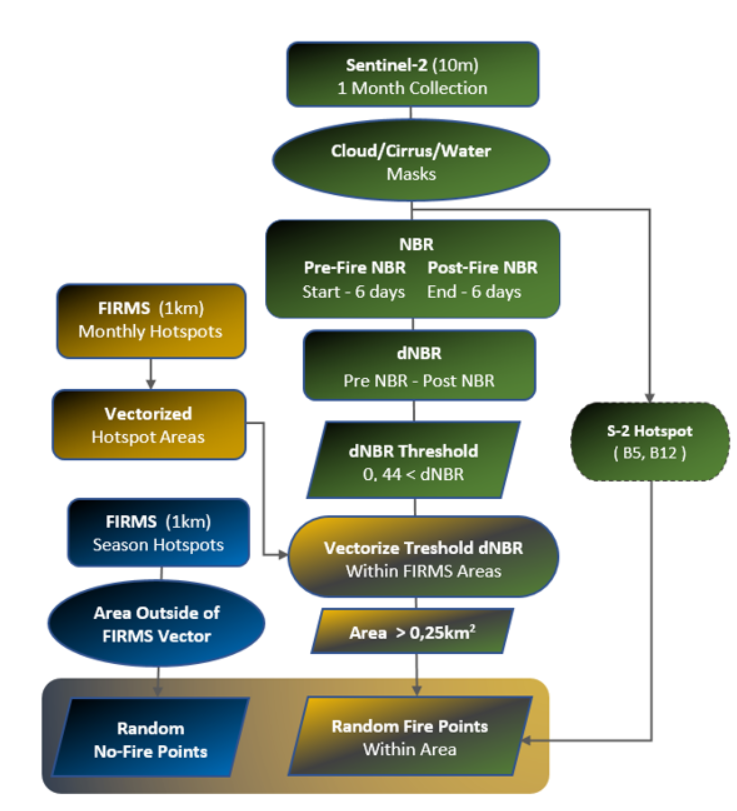 Sentinel-2 (10m)
1 Month Collection
Cloud/Cirrus/Water
Masks
NBR
Pre-Fire NBR Post-Fire NBR
Start - 6 days End - 6 days
FIRMS (1km)
Monthly Hotspots
dNBR
Pre NBR - Post NBR
Vectorized
Hotspot Areas
S-2 Hotspot
( B5, B12 )
dNBR Threshold
0, 44 < dNBR
FIRMS (1km)
Season Hotspots
Vectorize Treshold dNBR
Within FIRMS Areas
Area Outside of
FIRMS Vector
Area > 0,25km²
Random
No-Fire Points
Random Fire Points
Within Area